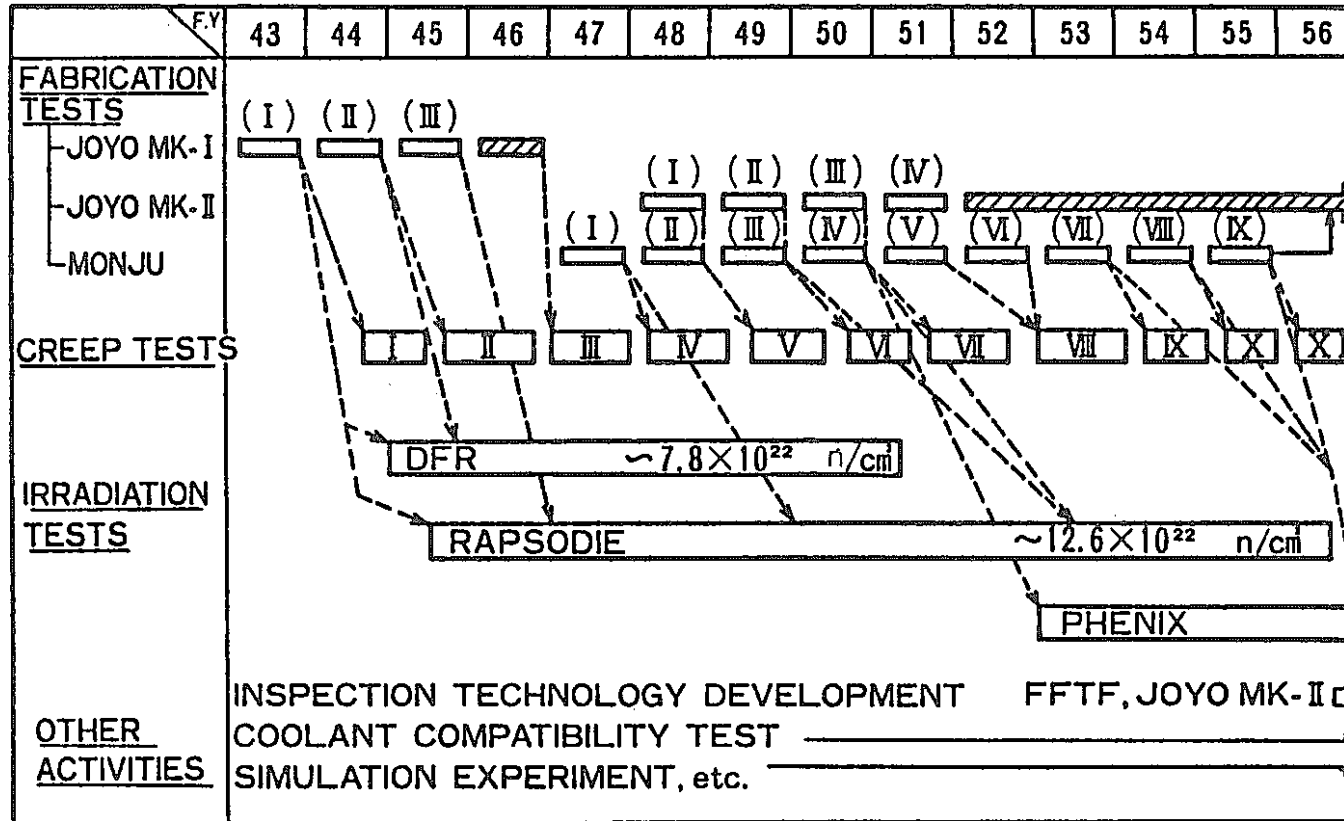 F.Y 43 44 45 46 47 48 49 50 51 52 53 54 55 56
FABRICATION
TESTS
(I) (II) (III)
JOYO MK-I
(I) (II) (III) (IV)
JOYO MK-II
(I) (II) (III) (IV) (V) (VI) (VII) (VIII) (IX)
MONJU
CREEP TESTS I II III IV V VI VII VIII IX X X
DFR ~7.8×10²² n/cm²
IRRADIATION
TESTS
RAPSODIE ~12.6×10²² n/cm²
PHENIX
INSPECTION TECHNOLOGY DEVELOPMENT FFTF, JOYO MK-II
OTHER
ACTIVITIES
COOLANT COMPATIBILITY TEST
SIMULATION EXPERIMENT, etc.